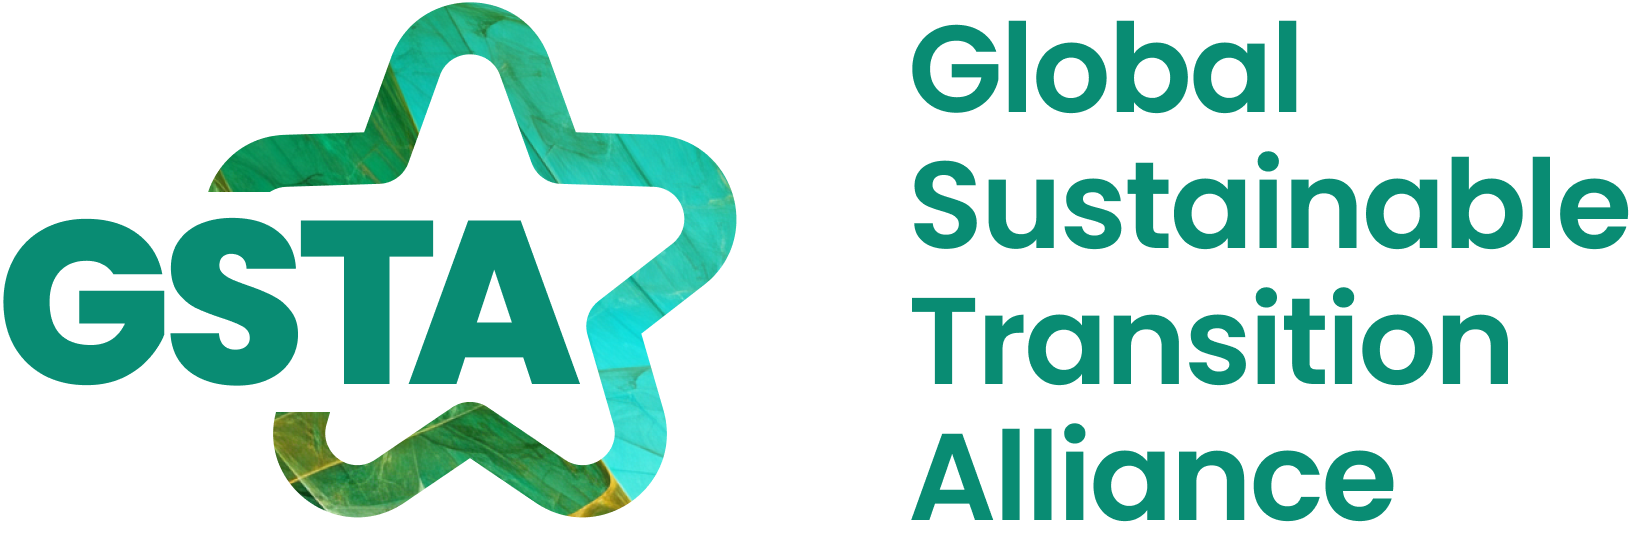 GSTA
Global
Sustainable
Transition
Alliance